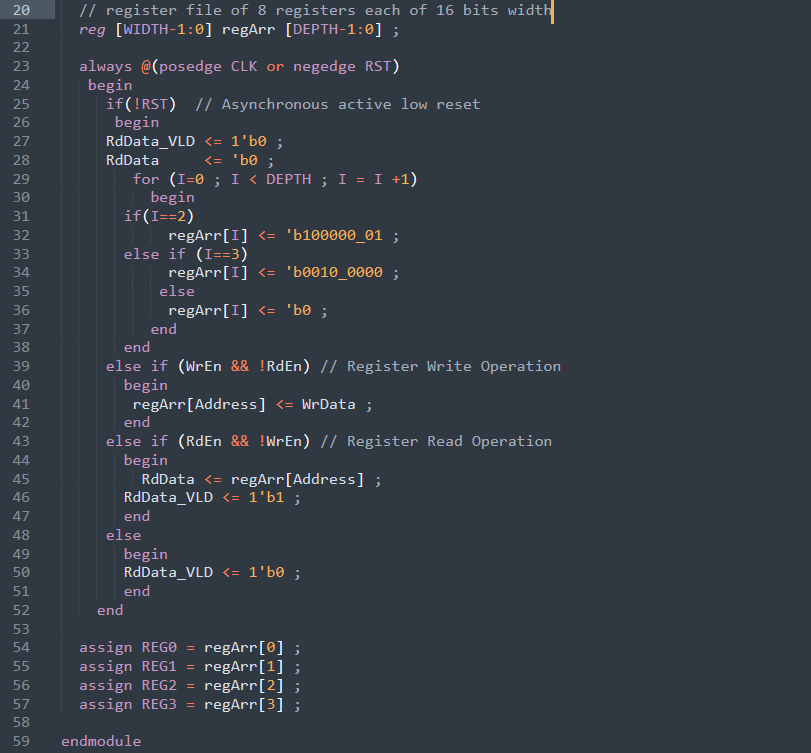 20 // register file of 8 registers each of 16 bits width
21 reg [WIDTH-1:0] regArr [DEPTH-1:0] ;
22
23 always @(posedge CLK or negedge RST)
24 begin
25 if(!RST) // Asynchronous active low reset
26 begin
27 RdData_VLD <= 1'b0 ;
28 RdData <= 'b0 ;
29 for (I=0 ; I < DEPTH ; I = I +1)
30 begin
31 if(I==2)
32 regArr[I] <= 'b100000_01 ;
33 else if (I==3)
34 regArr[I] <= 'b0010_0000 ;
35 else
36 regArr[I] <= 'b0 ;
37 end
38 end
39 else if (WrEn && !RdEn) // Register Write Operation
40 begin
41 regArr[Address] <= WrData ;
42 end
43 else if (RdEn && !WrEn) // Register Read Operation
44 begin
45 RdData <= regArr[Address] ;
46 RdData_VLD <= 1'b1 ;
47 end
48 else
49 begin
50 RdData_VLD <= 1'b0 ;
51 end
52 end
53
54 assign REG0 = regArr[0] ;
55 assign REG1 = regArr[1] ;
56 assign REG2 = regArr[2] ;
57 assign REG3 = regArr[3] ;
58
59 endmodule